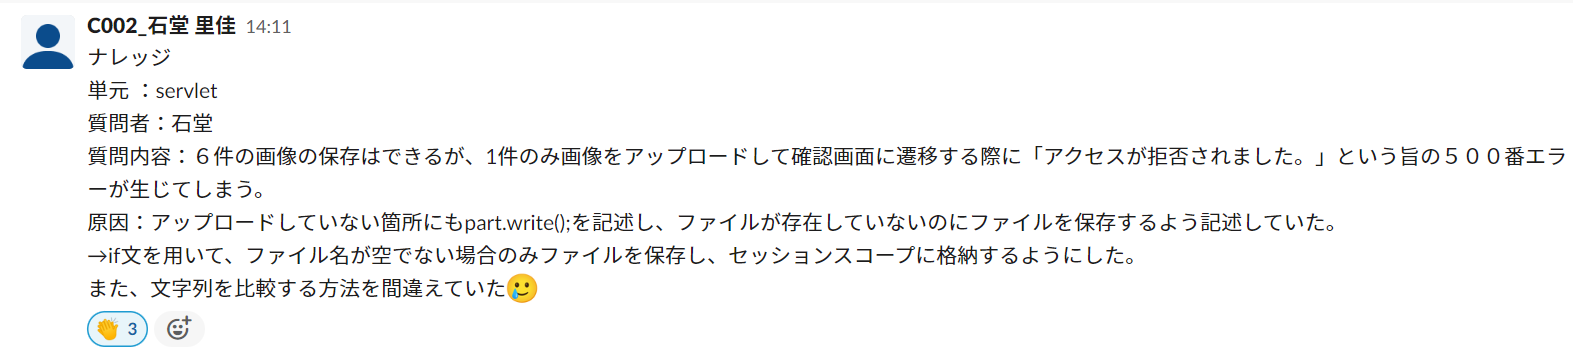 C002_石堂 里佳 14:11
ナレッジ
単元 ：servlet
質問者：石堂
質問内容：６件の画像の保存はできるが、1件のみ画像をアップロードして確認画面に遷移する際に「アクセスが拒否されました。」という旨の５００番エラ
ーが生じてしまう。
原因：アップロードしていない箇所にもpart.write();を記述し、ファイルが存在していないのにファイルを保存するよう記述していた。
→if文を用いて、ファイル名が空でない場合のみファイルを保存し、セッションスコープに格納するようにした。
また、文字列を比較する方法を間違えていた🥲
👏 3